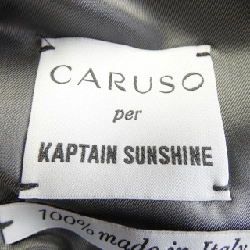 CARUSO
per
KAPTAIN SUNSHINE
100% made in Italy